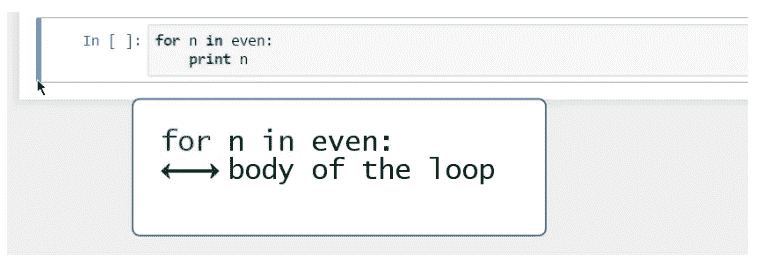 In [ ]: for n in even:
print n
for n in even:
body of the loop